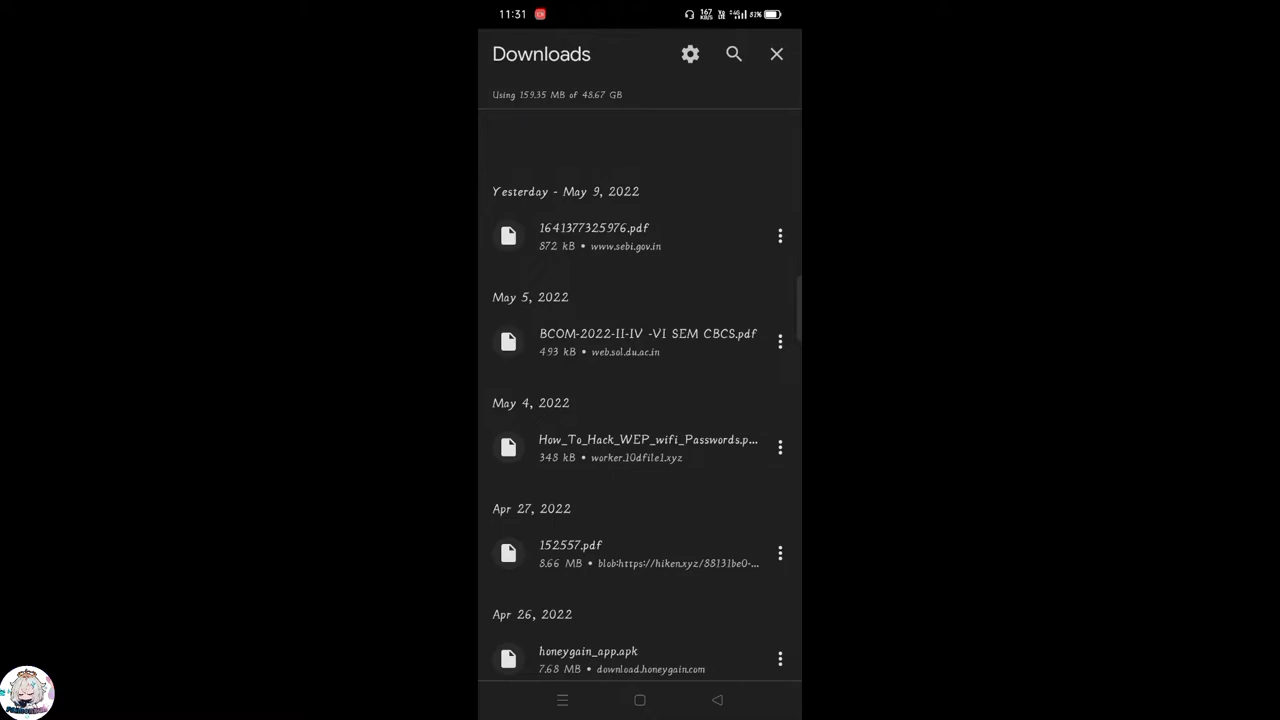 11:31
167 KB/S
81%
Downloads
Using 159.35 MB of 48.67 GB
Yesterday - May 9, 2022
1641377325976.pdf
872 kB • www.sebi.gov.in
May 5, 2022
BCOM-2022-II-IV -VI SEM CBCS.pdf
493 kB • web.sol.du.ac.in
May 4, 2022
How_To_Hack_WEP_wifi_Passwords.p...
348 kB • worker.10dfile1.xyz
Apr 27, 2022
152557.pdf
8.66 MB • blob:https://hiken.xyz/88131be0-...
Apr 26, 2022
honeygain_app.apk
7.68 MB • download.honeygain.com